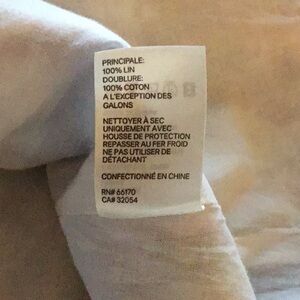 PRINCIPALE:
100% LIN
DOUBLURE:
100% COTON
A L'EXCEPTION DES
GALONS
NETTOYER À SEC
UNIQUEMENT AVEC
HOUSSE DE PROTECTION
REPASSER AU FER FROID
NE PAS UTILISER DE
DÉTACHANT
CONFECTIONNÉ EN CHINE
RN# 66170
CA# 32054